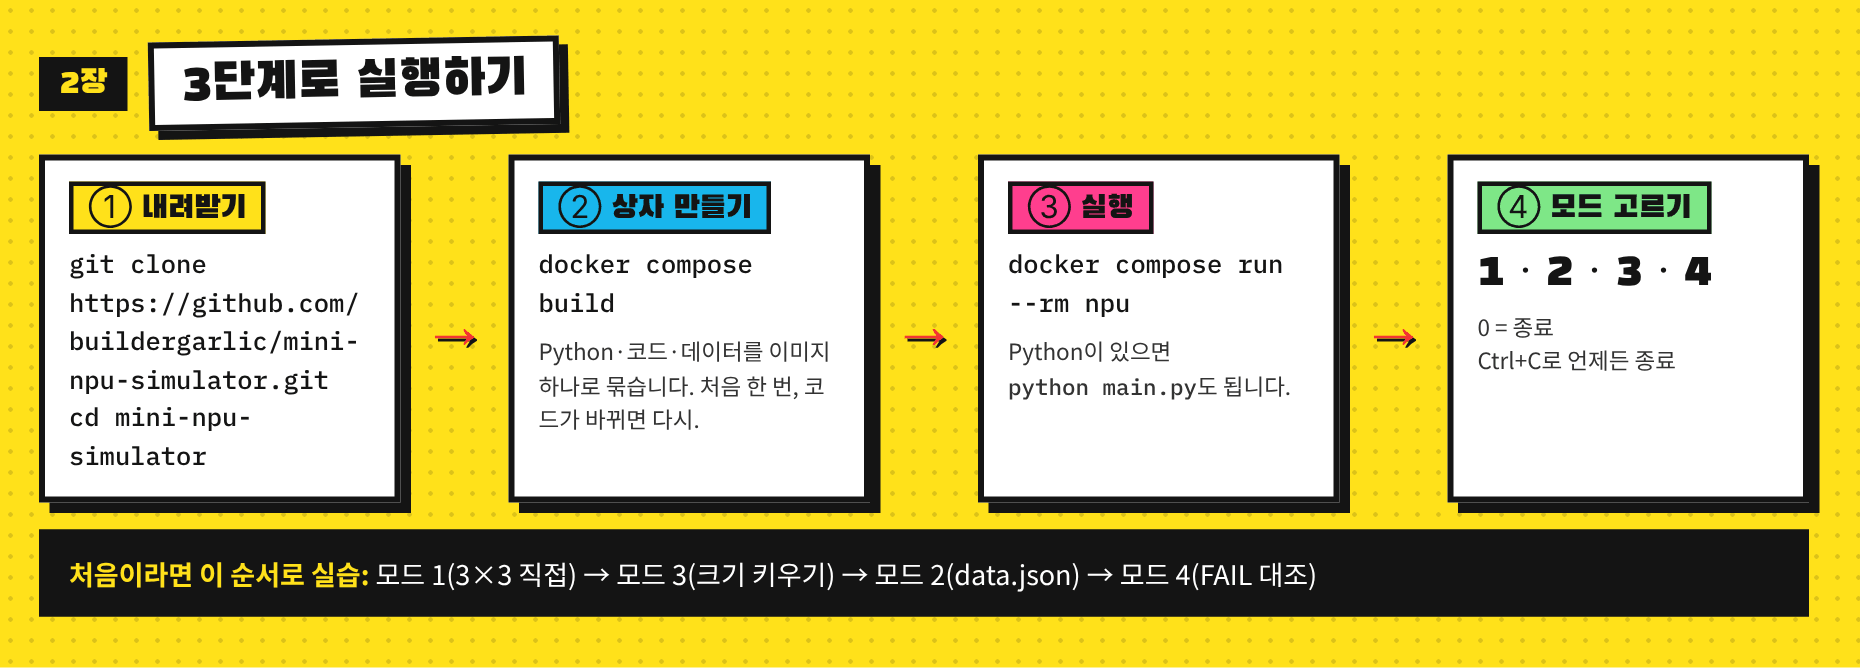 2장
3단계로 실행하기
① 내려받기
git clone
https://github.com/
buildergarlic/mini-
npu-simulator.git
cd mini-npu-
simulator
→
② 상자 만들기
docker compose
build
Python·코드·데이터를 이미지
하나로 묶습니다. 처음 한 번, 코
드가 바뀌면 다시.
→
③ 실행
docker compose run
--rm npu
Python이 있으면
python main.py도 됩니다.
→
④ 모드 고르기
1 · 2 · 3 · 4
0 = 종료
Ctrl+C로 언제든 종료
처음이라면 이 순서로 실습: 모드 1(3×3 직접) → 모드 3(크기 키우기) → 모드 2(data.json) → 모드 4(FAIL 대조)